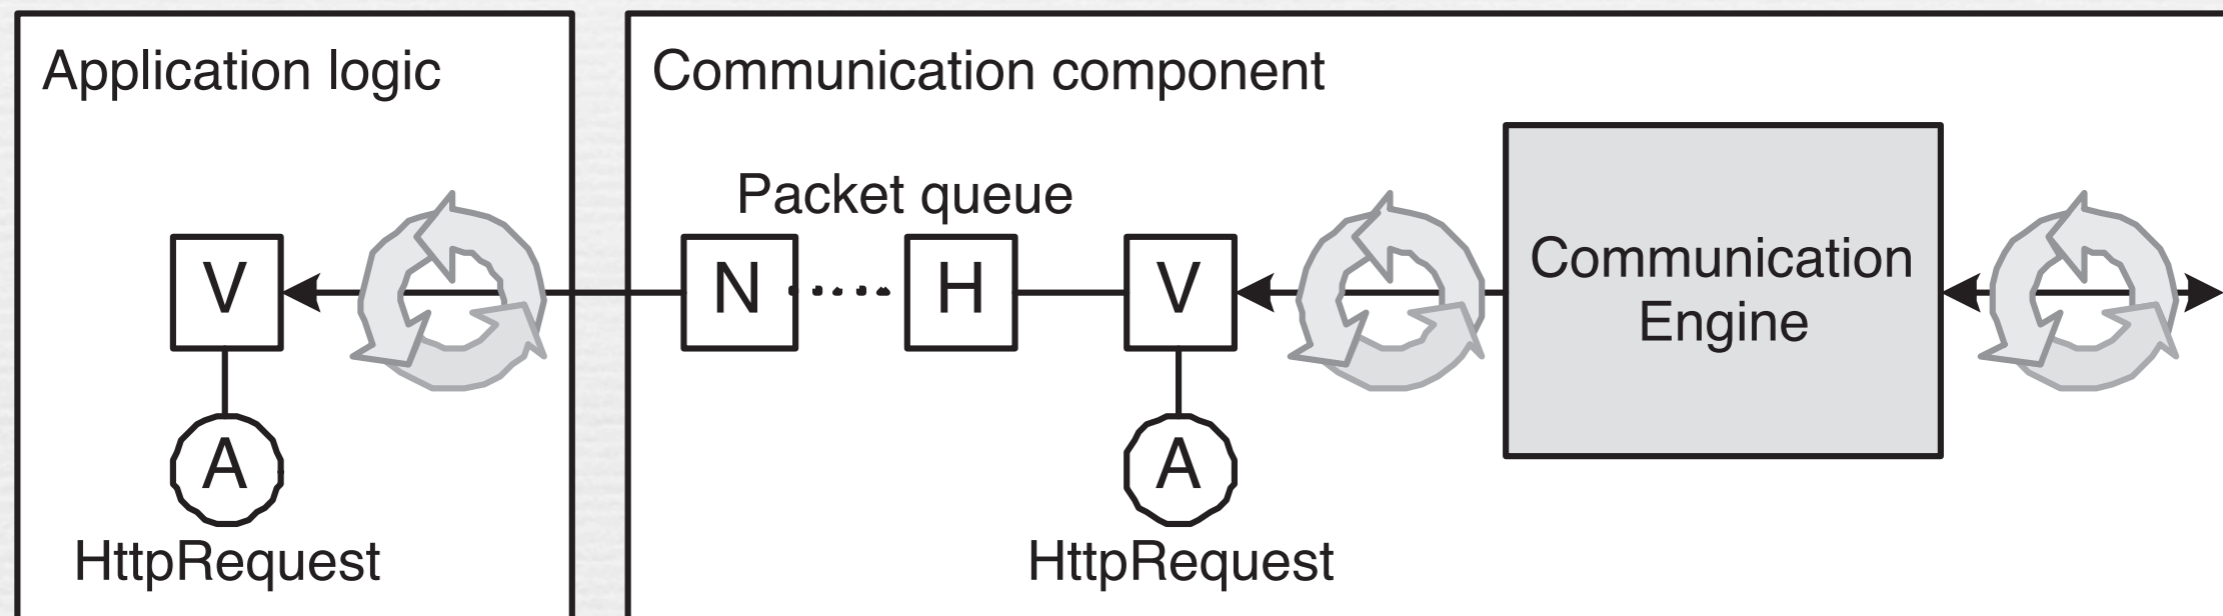 Application logic
Communication component
Packet queue
V
N
H
V
Communication
Engine
A
A
HttpRequest
HttpRequest